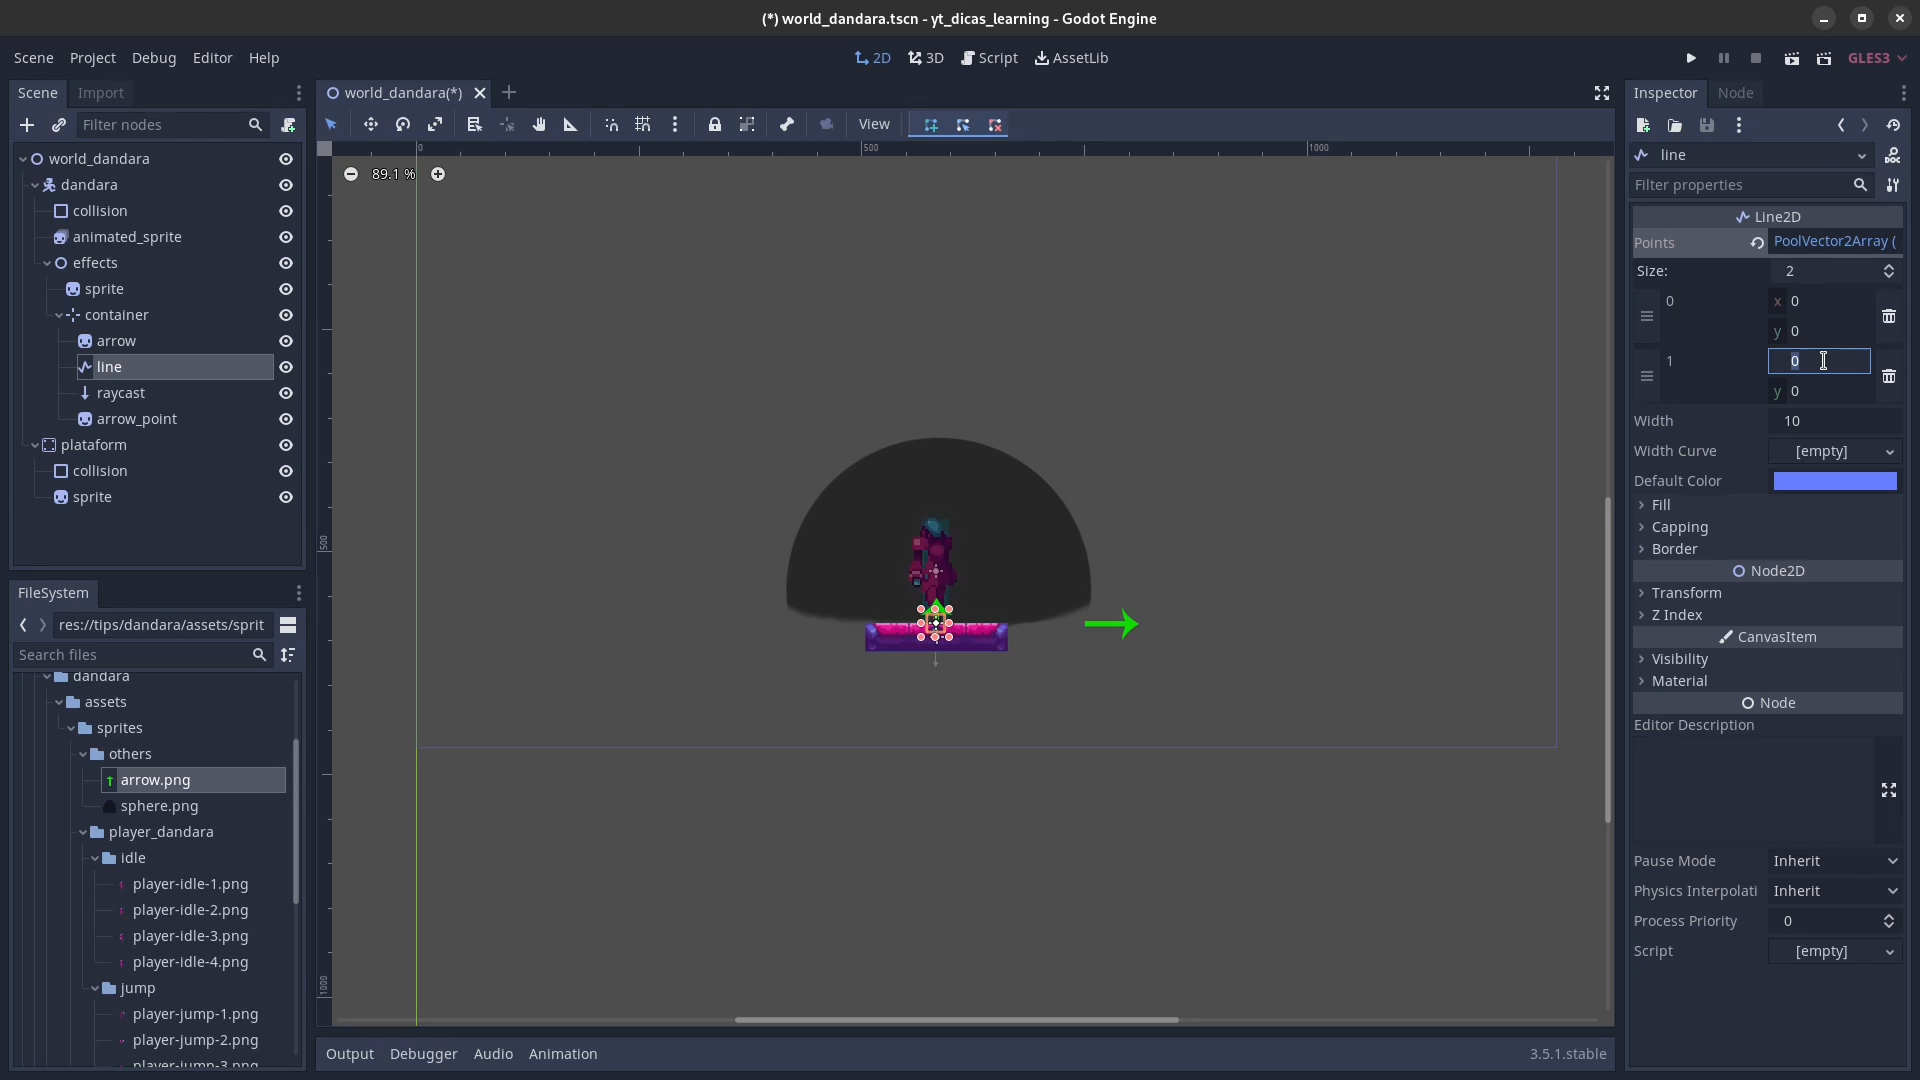 (*) world_dandara.tscn - yt_dicas_learning - Godot Engine
Scene Project Debug Editor Help
2D 3D Script AssetLib
GLES3
Scene Import
Filter nodes
world_dandara
dandara
collision
animated_sprite
effects
sprite
container
arrow
line
raycast
arrow_point
plataform
collision
sprite
FileSystem
res://tips/dandara/assets/sprit
Search files
dandara
assets
sprites
others
arrow.png
sphere.png
player_dandara
idle
player-idle-1.png
player-idle-2.png
player-idle-3.png
player-idle-4.png
jump
player-jump-1.png
player-jump-2.png
player-jump-3.png
world_dandara(*)
View
0 500 1000
89.1 %
500
1000
Output Debugger Audio Animation
3.5.1.stable
Inspector Node
line
Filter properties
Line2D
Points PoolVector2Array (
Size: 2
0 x 0
y 0
1 0
y 0
Width 10
Width Curve [empty]
Default Color
Fill
Capping
Border
Node2D
Transform
Z Index
CanvasItem
Visibility
Material
Node
Editor Description
Pause Mode Inherit
Physics Interpolati Inherit
Process Priority 0
Script [empty]